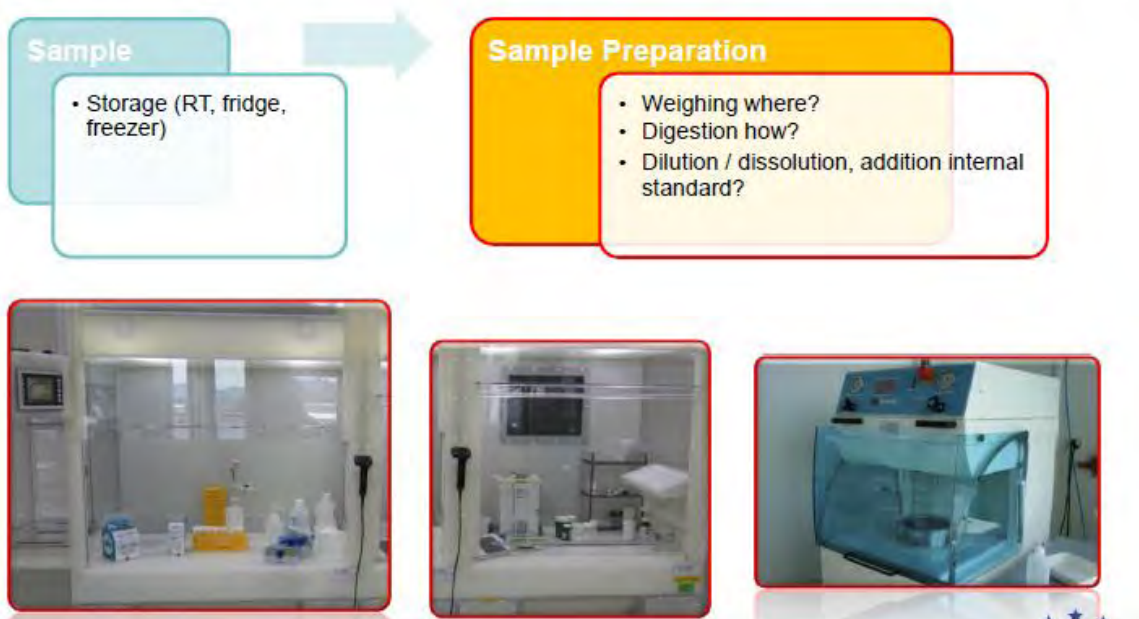 Sample
• Storage (RT, fridge,
freezer)
Sample Preparation
• Weighing where?
• Digestion how?
• Dilution / dissolution, addition internal
standard?